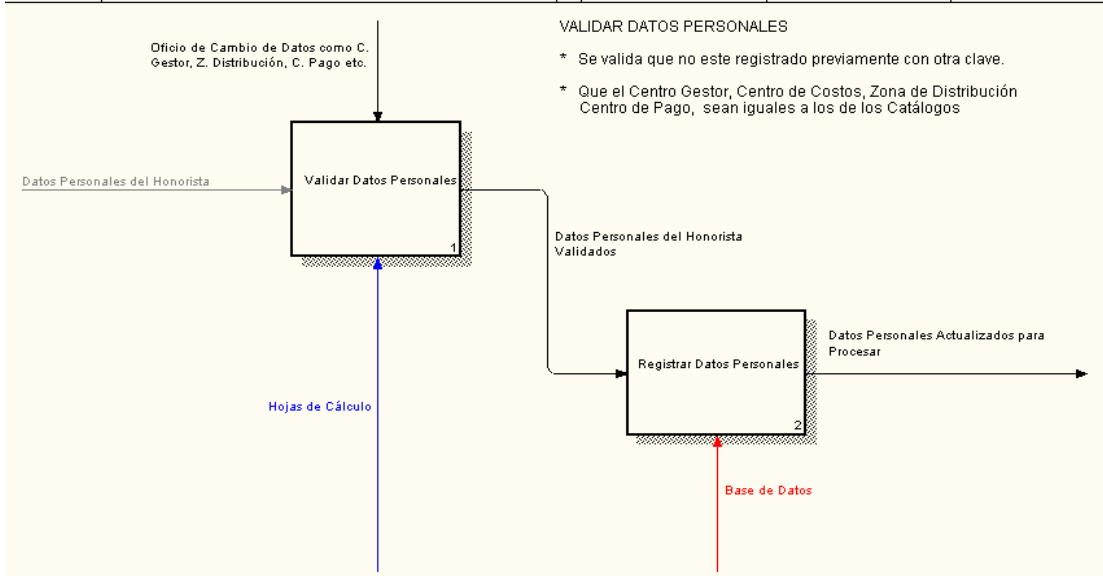 VALIDAR DATOS PERSONALES
Oficio de Cambio de Datos como C.
Gestor, Z. Distribución, C. Pago etc.
* Se valida que no este registrado previamente con otra clave.
* Que el Centro Gestor, Centro de Costos, Zona de Distribución
Centro de Pago, sean iguales a los de los Catálogos
Datos Personales del Honorista
Validar Datos Personales
1
Datos Personales del Honorista
Validados
Datos Personales Actualizados para
Procesar
Registrar Datos Personales
2
Hojas de Cálculo
Base de Datos